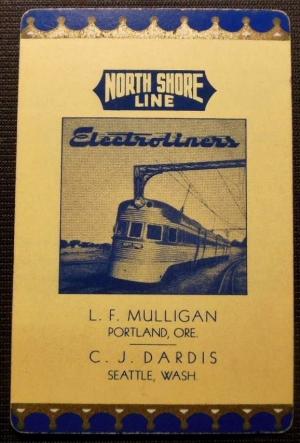 NORTH SHORE
LINE
Electroliners
L. F. MULLIGAN
PORTLAND, ORE.
C. J. DARDIS
SEATTLE, WASH.